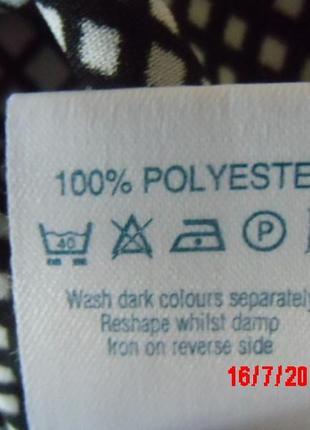 100% POLYESTE
40 P
Wash dark colours separately
Reshape whilst damp
Iron on reverse side
16/7/20